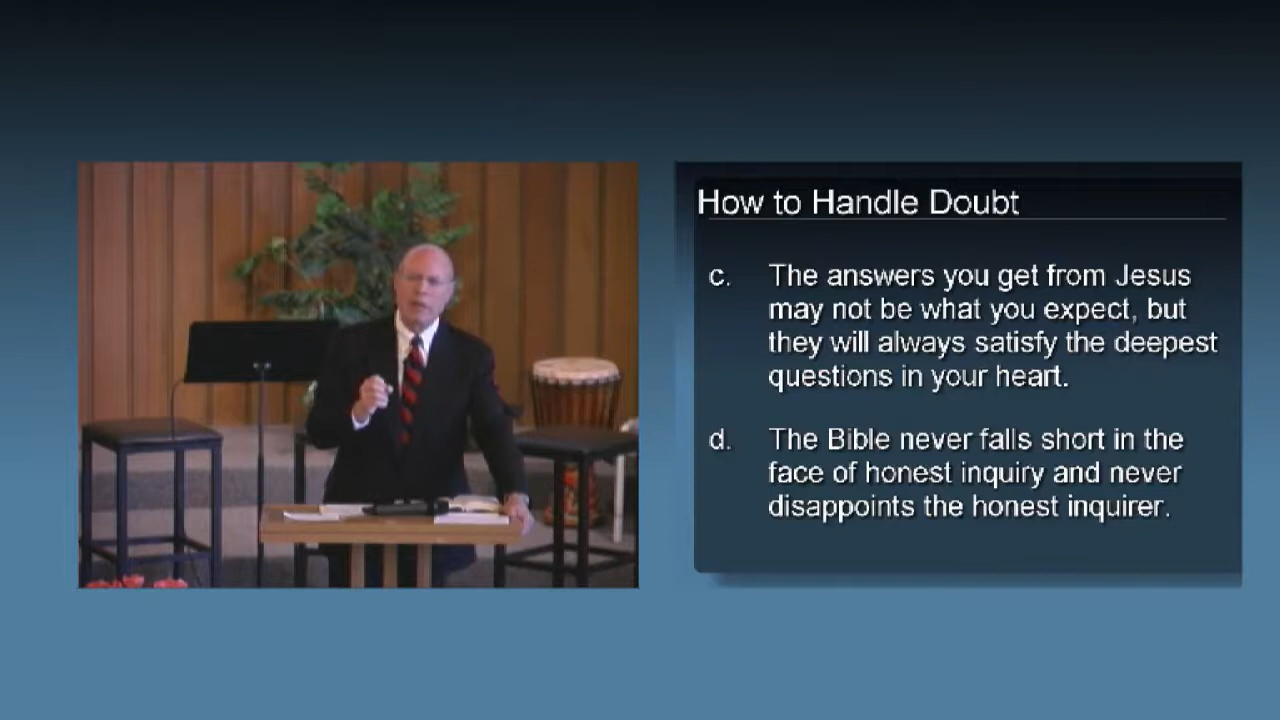 How to Handle Doubt
c. The answers you get from Jesus
may not be what you expect, but
they will always satisfy the deepest
questions in your heart.
d. The Bible never falls short in the
face of honest inquiry and never
disappoints the honest inquirer.